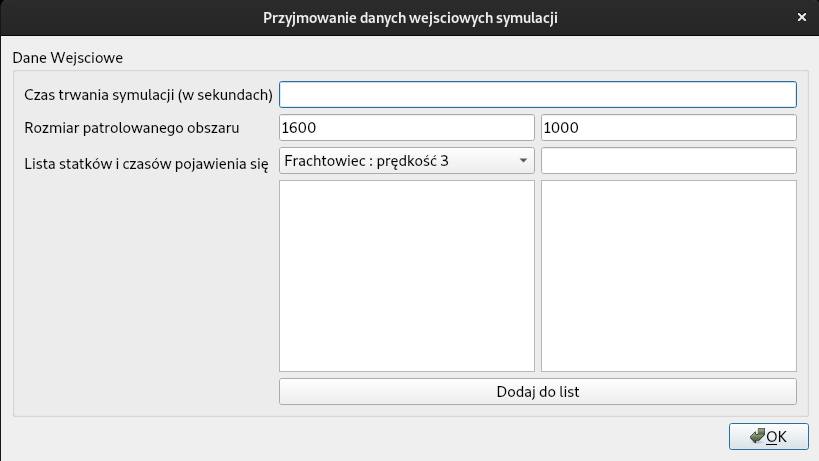 Przyjmowanie danych wejsciowych symulacji
Dane Wejsciowe
Czas trwania symulacji (w sekundach)
Rozmiar patrolowanego obszaru 1600 1000
Lista statków i czasów pojawienia się Frachtowiec : prędkość 3
Dodaj do list
OK